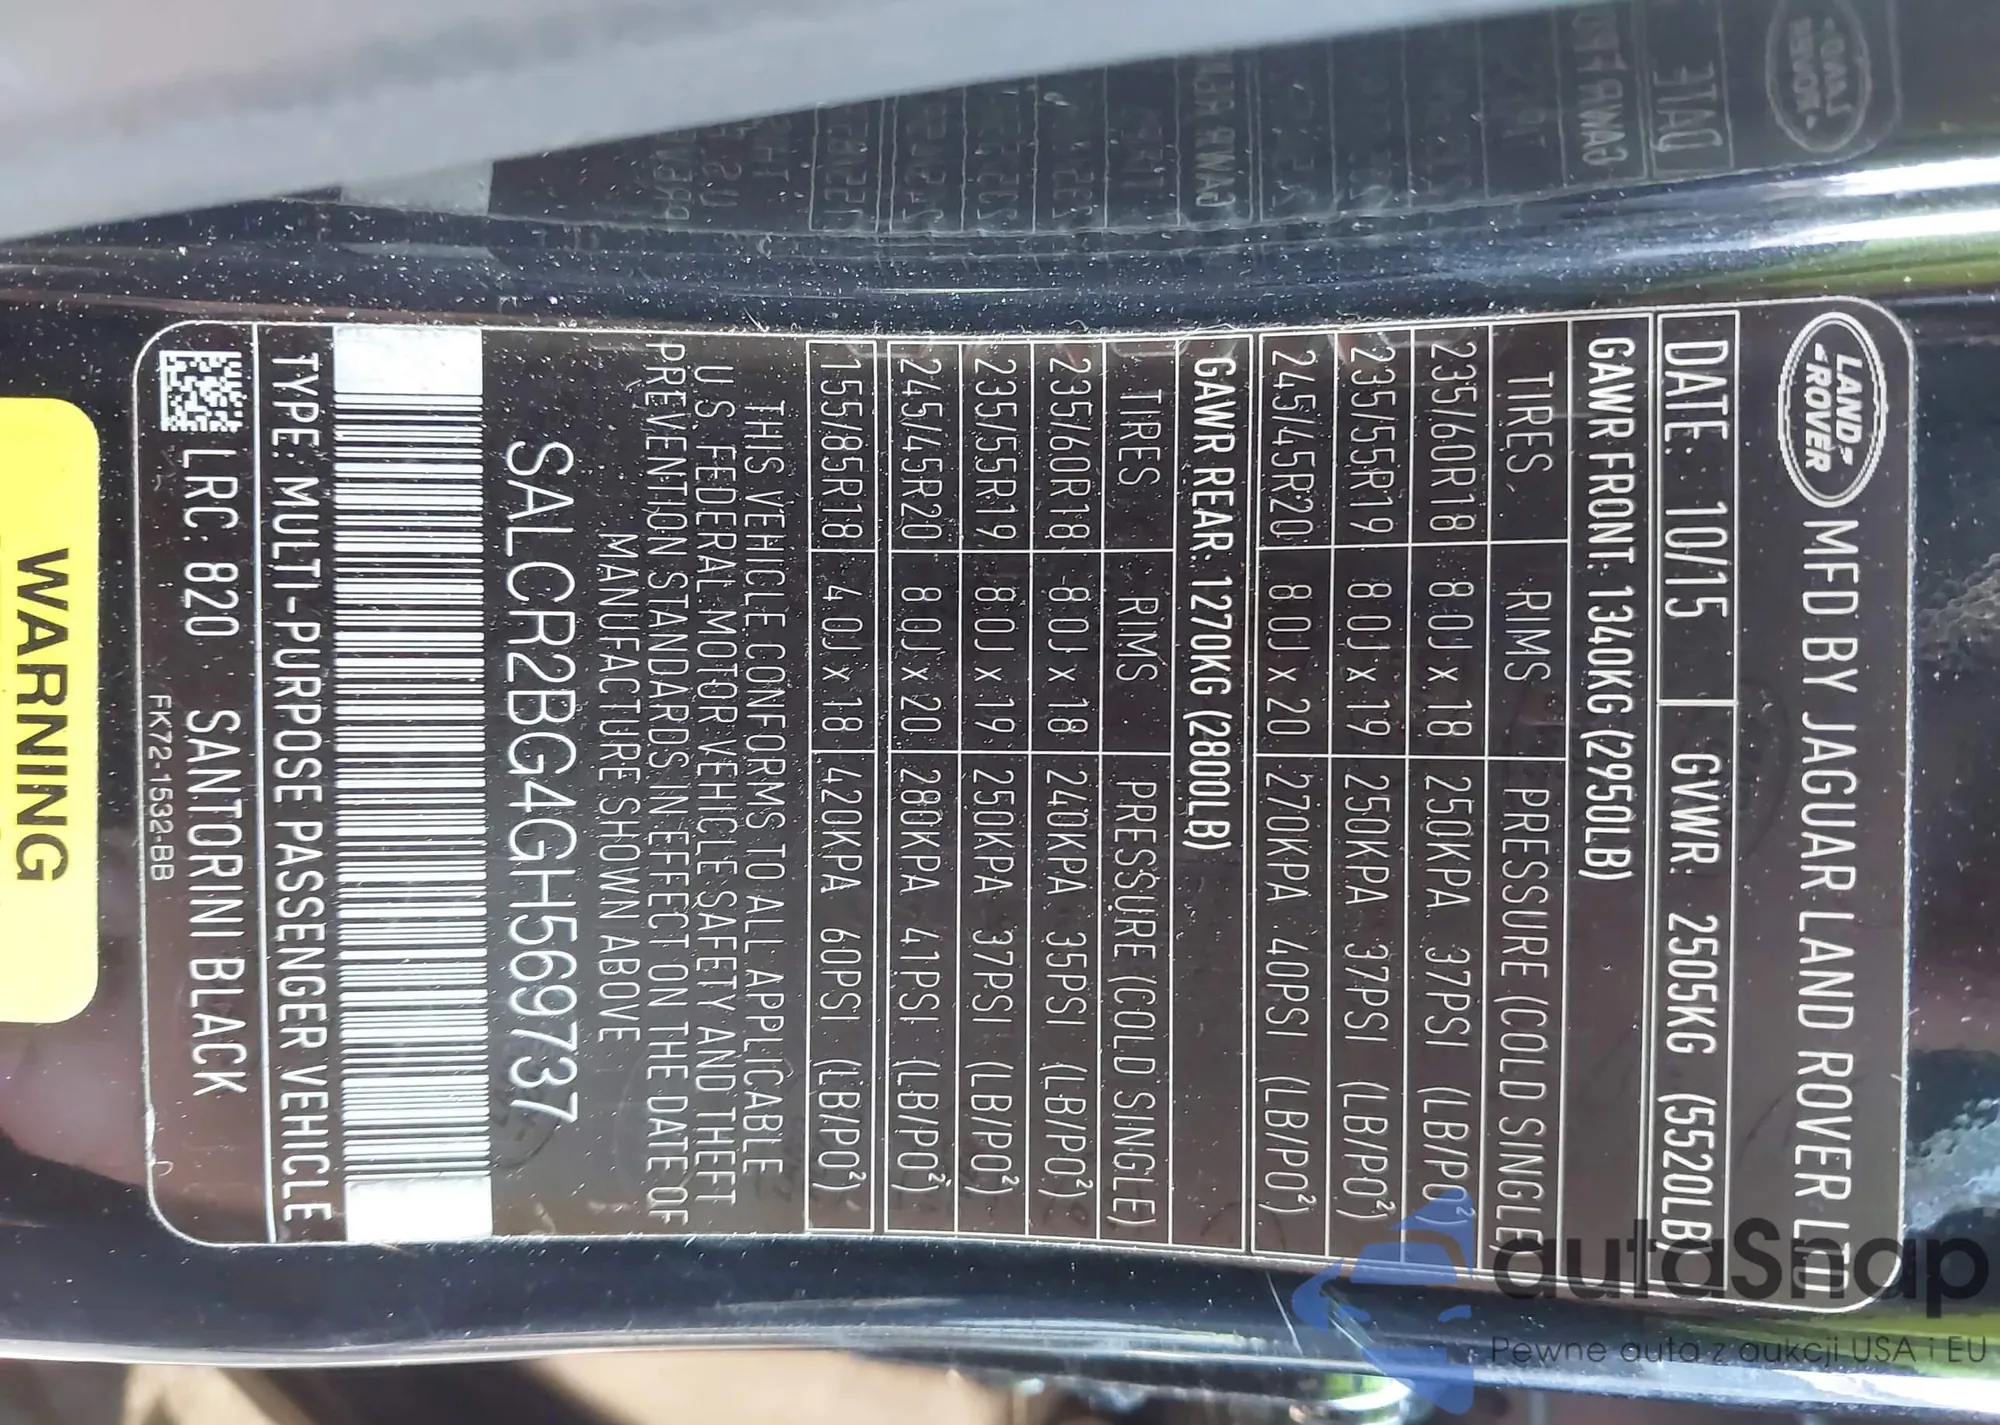 LAND-
-ROVER
MFD BY JAGUAR LAND ROVER LTD
DATE: 10/15 GVWR: 2505KG (5520LB)
GAWR FRONT: 1340KG (2950LB)
TIRES RIMS PRESSURE (COLD SINGLE)
235/60R18 8.0J x 18 250KPA 37PSI (LB/PO²)
235/55R19 8.0J x 19 250KPA 37PSI (LB/PO²)
245/45R20 8.0J x 20 270KPA 40PSI (LB/PO²)
GAWR REAR: 1270KG (2800LB)
TIRES RIMS PRESSURE (COLD SINGLE)
235/60R18 8.0J x 18 240KPA 35PSI (LB/PO²)
235/55R19 8.0J x 19 250KPA 37PSI (LB/PO²)
245/45R20 8.0J x 20 280KPA 41PSI (LB/PO²)
155/85R18 4.0J x 18 420KPA 60PSI (LB/PO²)
THIS VEHICLE CONFORMS TO ALL APPLICABLE
U.S. FEDERAL MOTOR VEHICLE SAFETY AND THEFT
PREVENTION STANDARDS IN EFFECT ON THE DATE OF
MANUFACTURE SHOWN ABOVE
SALCR2BG4GH569737
TYPE: MULTI-PURPOSE PASSENGER VEHICLE
LRC: 820 SANTORINI BLACK
FK72-1532-BB
WARNING
autaSnap
Pewne auta z aukcji USA i EU